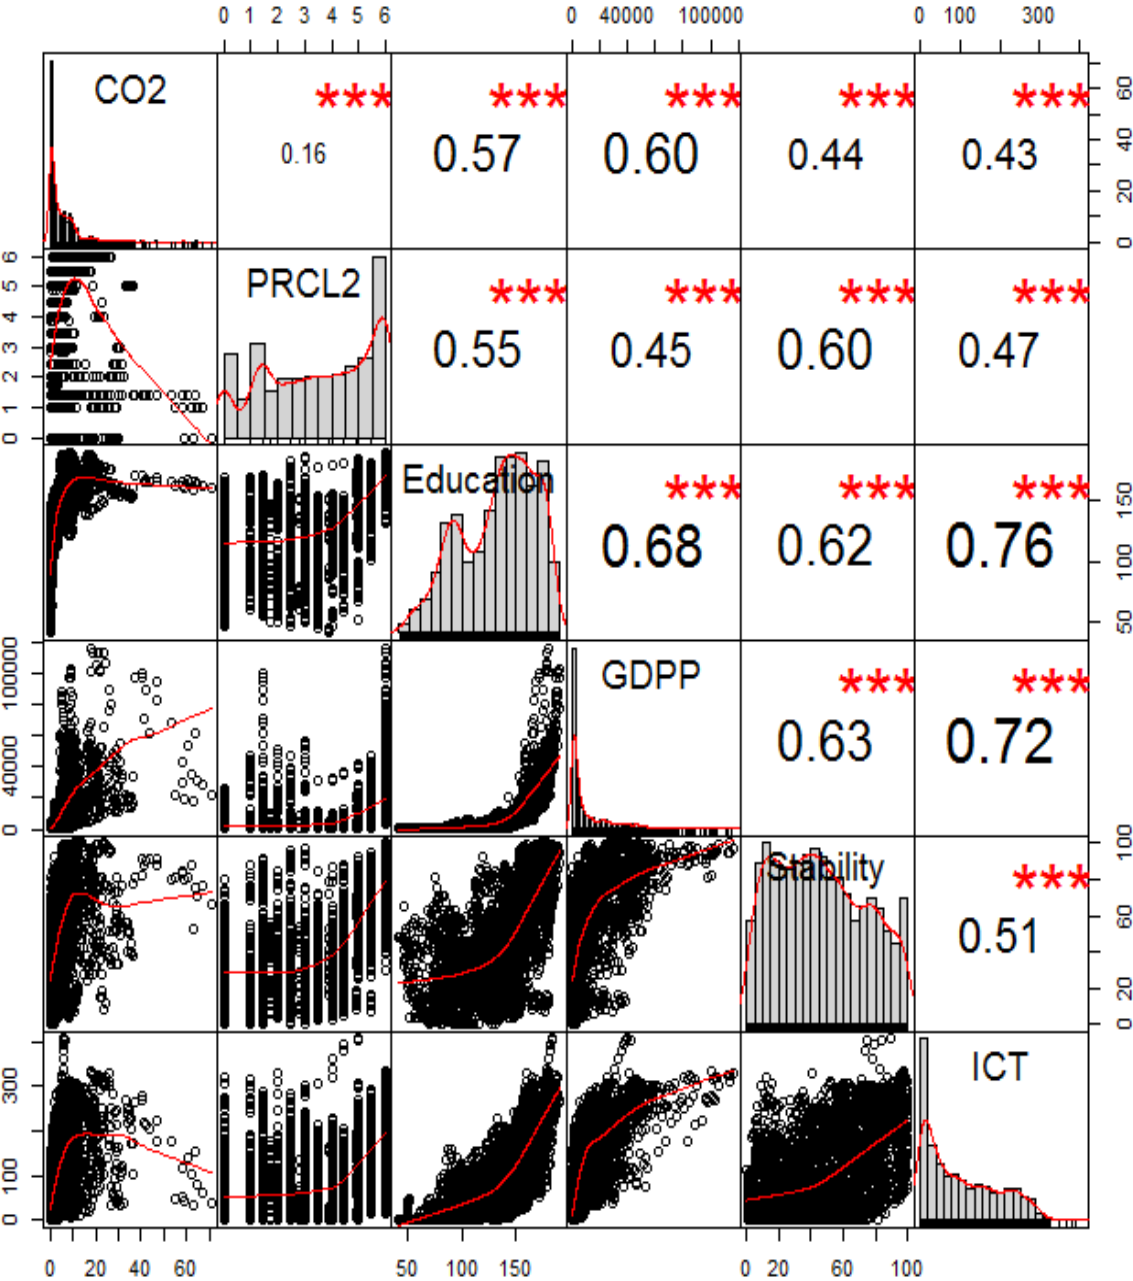 0 1 2 3 4 5 6 0 40000 100000 0 100 300
CO2 *** *** *** *** ***
0.16 0.57 0.60 0.44 0.43
0 20 40 60
PRCL2 *** *** *** ***
0.55 0.45 0.60 0.47
0 1 2 3 4 5 6
Education *** *** ***
0.68 0.62 0.76
50 100 150
GDPP *** ***
0.63 0.72
0 40000 100000
Stability ***
0.51
0 20 60 100
ICT
0 100 300
0 20 40 60 50 100 150 0 20 60 100